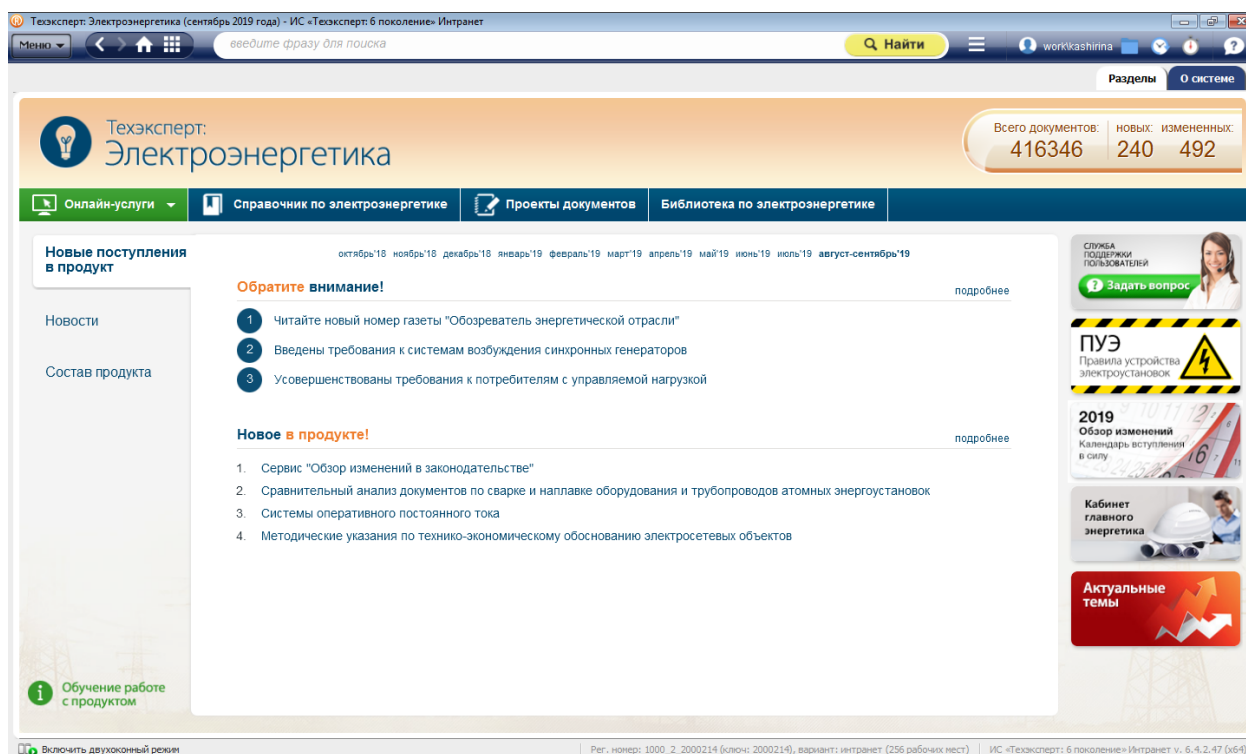 Техэксперт: Электроэнергетика (сентябрь 2019 года) - ИС «Техэксперт: 6 поколение» Интранет
Меню
введите фразу для поиска
Найти
work\kashirina
Разделы
О системе
Техэксперт:
Электроэнергетика
Всего документов: новых: измененных:
416346 240 492
Онлайн-услуги
Справочник по электроэнергетике
Проекты документов
Библиотека по электроэнергетике
Новые поступления
в продукт
Новости
Состав продукта
октябрь'18 ноябрь'18 декабрь'18 январь'19 февраль'19 март'19 апрель'19 май'19 июнь'19 июль'19 август-сентябрь'19
Обратите внимание!
подробнее
1 Читайте новый номер газеты "Обозреватель энергетической отрасли"
2 Введены требования к системам возбуждения синхронных генераторов
3 Усовершенствованы требования к потребителям с управляемой нагрузкой
Новое в продукте!
подробнее
1. Сервис "Обзор изменений в законодательстве"
2. Сравнительный анализ документов по сварке и наплавке оборудования и трубопроводов атомных энергоустановок
3. Системы оперативного постоянного тока
4. Методические указания по технико-экономическому обоснованию электросетевых объектов
СЛУЖБА
ПОДДЕРЖКИ
ПОЛЬЗОВАТЕЛЕЙ
Задать вопрос
ПУЭ
Правила устройства
электроустановок
2019
Обзор изменений
Календарь вступления
в силу
Кабинет
главного
энергетика
Актуальные
темы
Обучение работе
с продуктом
Включить двухоконный режим
Рег. номер: 1000_2_2000214 (ключ: 2000214), вариант: интранет (256 рабочих мест)
ИС «Техэксперт: 6 поколение» Интранет v. 6.4.2.47 (x64)